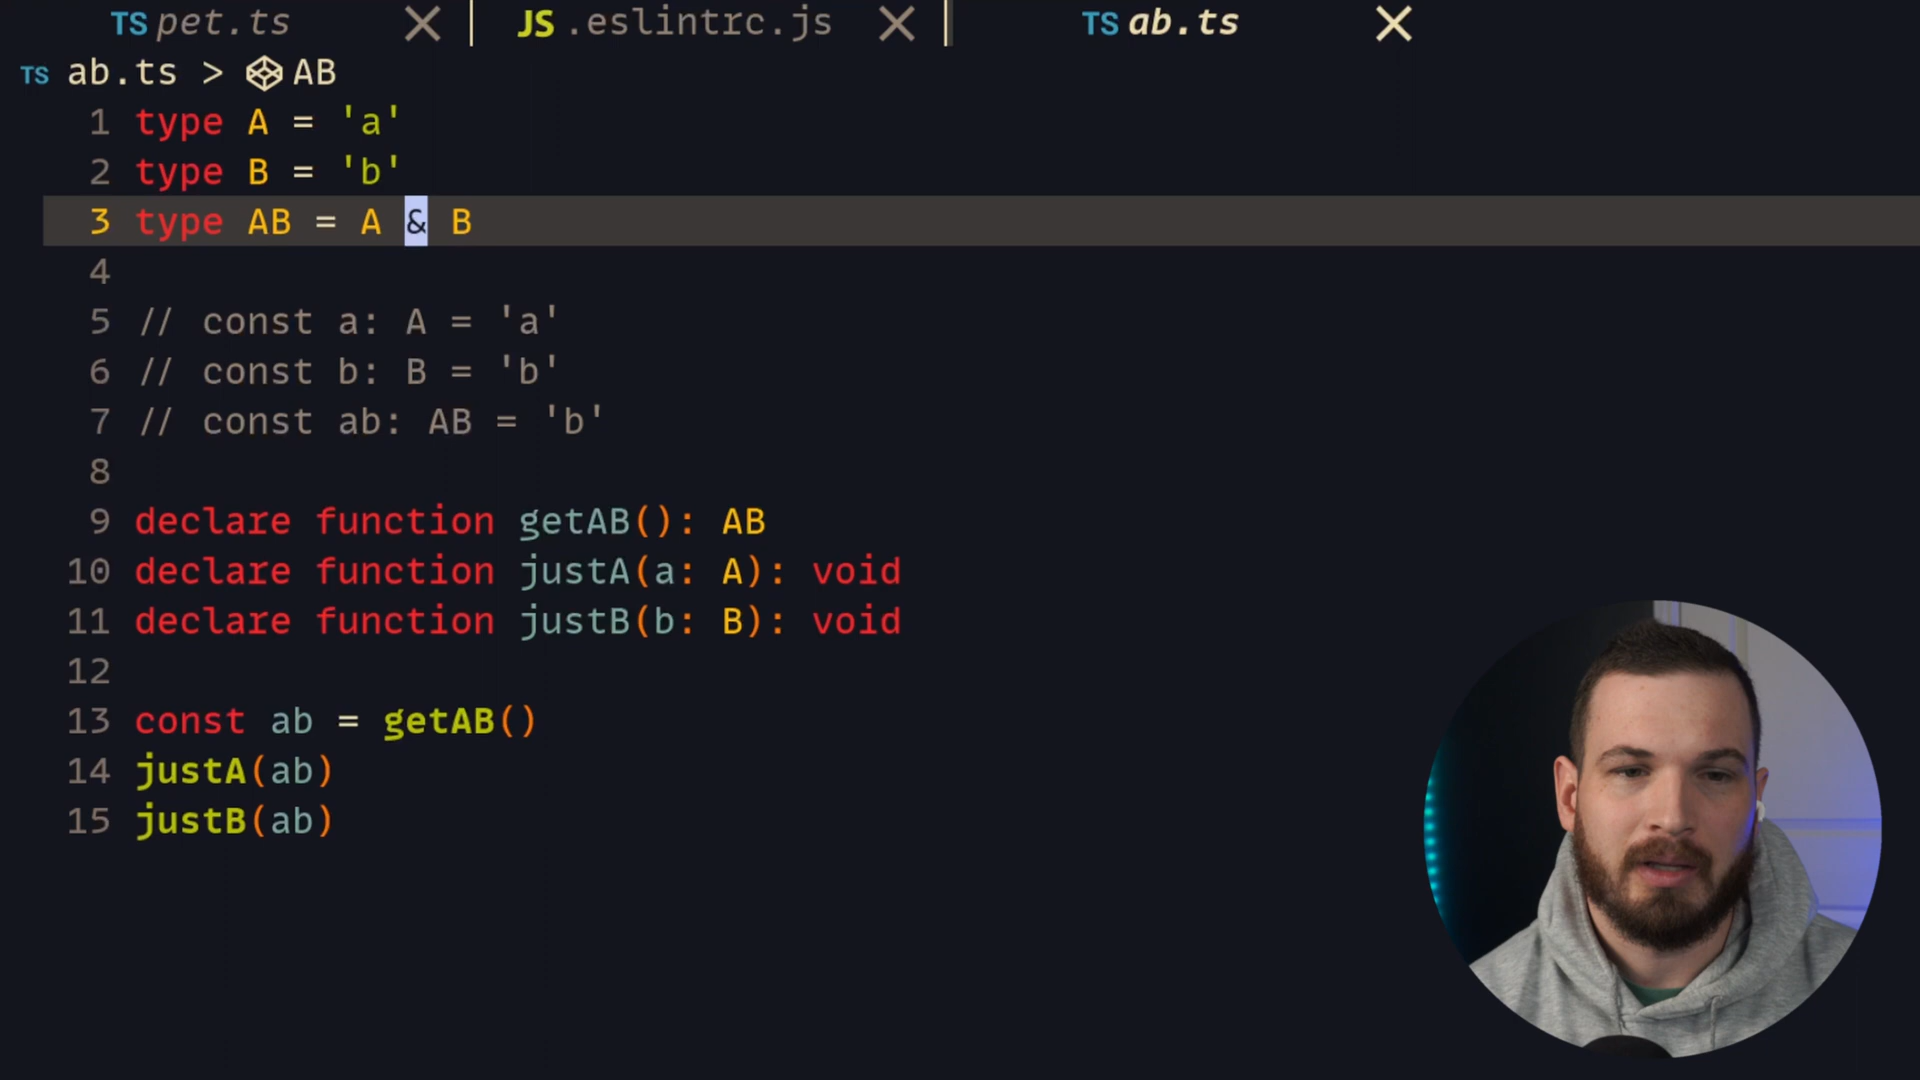 TS pet.ts JS .eslintrc.js TS ab.ts
TS ab.ts > AB
1 type A = 'a'
2 type B = 'b'
3 type AB = A & B
4
5 // const a: A = 'a'
6 // const b: B = 'b'
7 // const ab: AB = 'b'
8
9 declare function getAB(): AB
10 declare function justA(a: A): void
11 declare function justB(b: B): void
12
13 const ab = getAB()
14 justA(ab)
15 justB(ab)